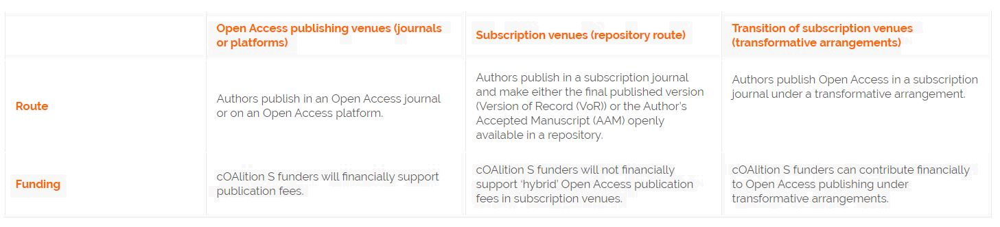 Open Access publishing venues (journals
or platforms)
Subscription venues (repository route)
Transition of subscription venues
(transformative arrangements)
Route
Authors publish in an Open Access journal
or on an Open Access platform.
Authors publish in a subscription journal
and make either the final published version
(Version of Record (VoR)) or the Author's
Accepted Manuscript (AAM) openly
available in a repository.
Authors publish Open Access in a subscription
journal under a transformative arrangement.
Funding
cOAlition S funders will financially support
publication fees.
cOAlition S funders will not financially
support ‘hybrid’ Open Access publication
fees in subscription venues.
cOAlition S funders can contribute financially
to Open Access publishing under
transformative arrangements.